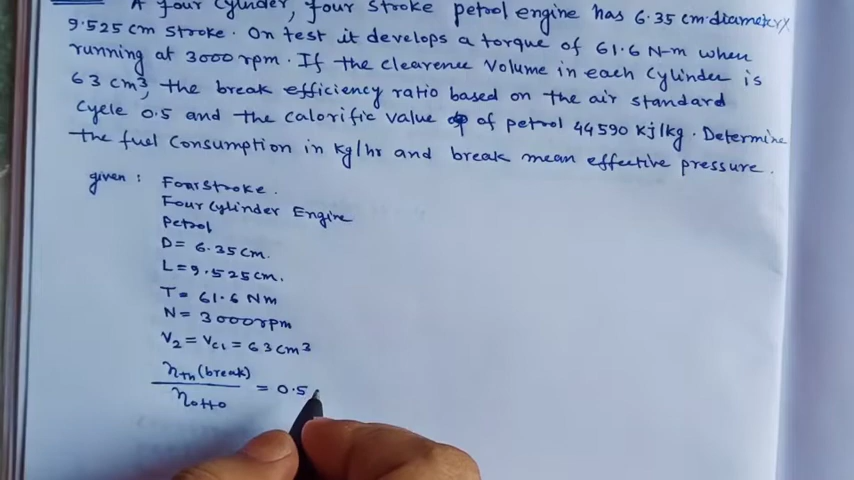 A four cylinder, four stroke petrol engine has 6.35 cm diameter x
9.525 cm stroke. On test it develops a torque of 61.6 N-m when
running at 3000 rpm. If the clearence volume in each cylinder is
63 cm³, the break efficiency ratio based on the air standard
cycle 0.5 and the calorific value of of petrol 44590 kj/kg. Determine
the fuel consumption in kg/hr and break mean effective pressure.
given : Four stroke.
Four cylinder Engine
Petrol
D = 6.35 cm.
L = 9.525 cm.
T = 61.6 Nm
N = 3000 rpm
V₂ = Vc₁ = 63 cm³
ηth (break)
= 0.5
ηotto